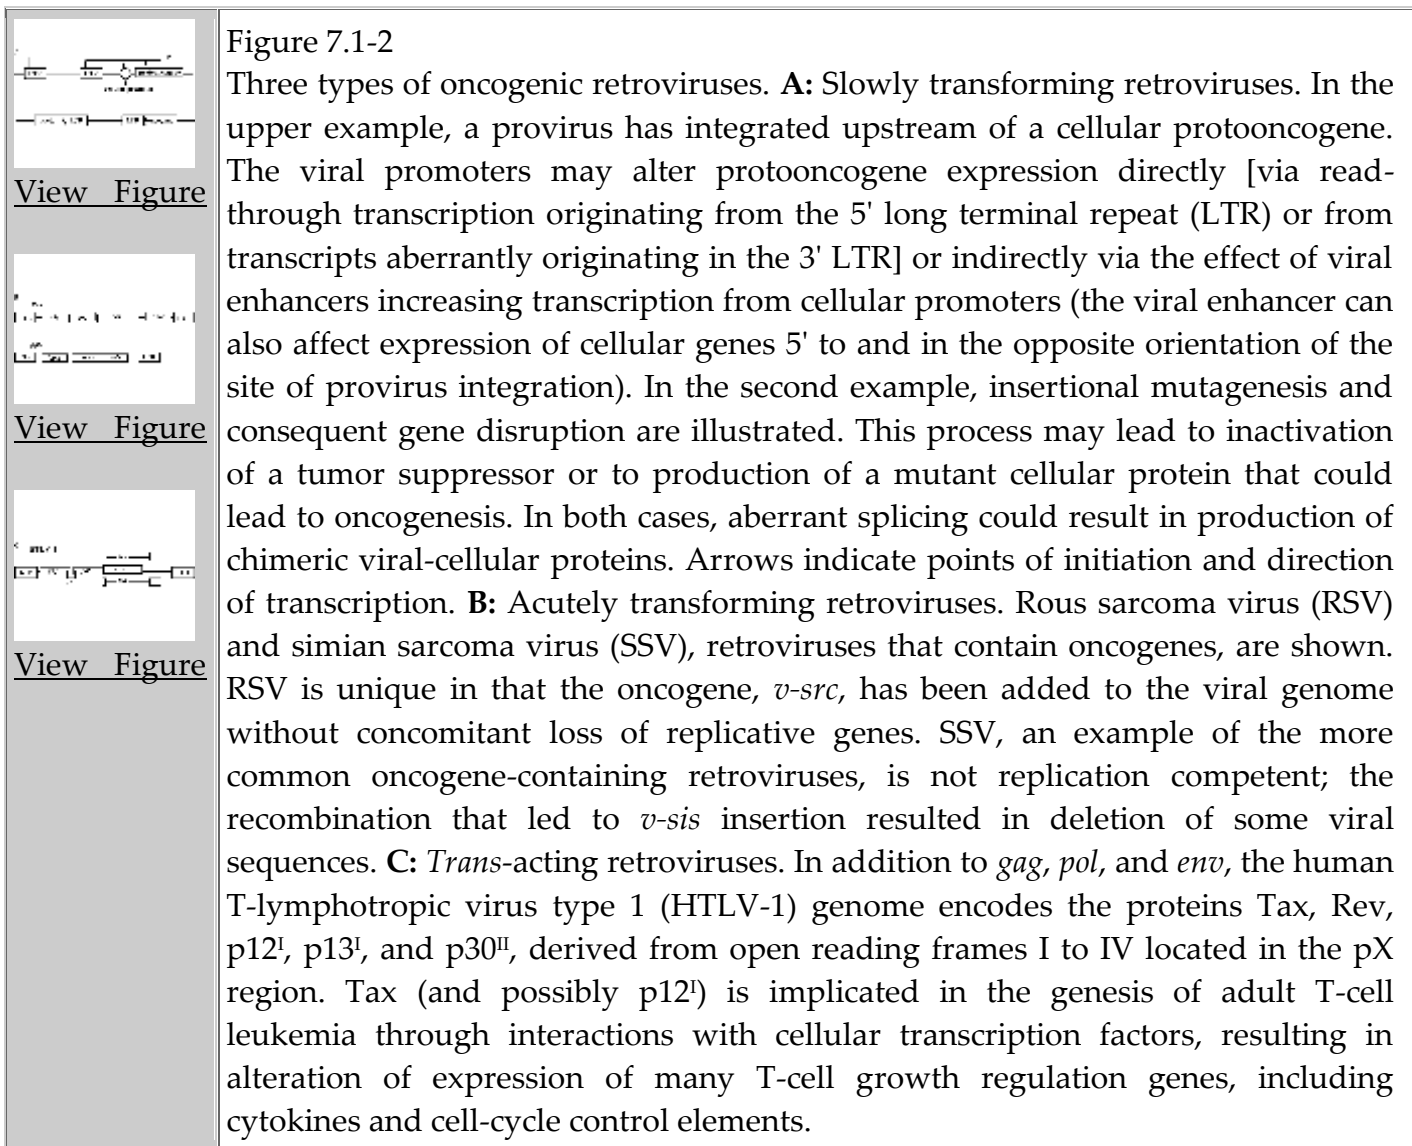 View Figure
View Figure
View Figure
Figure 7.1-2
Three types of oncogenic retroviruses. A: Slowly transforming retroviruses. In the
upper example, a provirus has integrated upstream of a cellular protooncogene.
The viral promoters may alter protooncogene expression directly [via read-
through transcription originating from the 5' long terminal repeat (LTR) or from
transcripts aberrantly originating in the 3' LTR] or indirectly via the effect of viral
enhancers increasing transcription from cellular promoters (the viral enhancer can
also affect expression of cellular genes 5' to and in the opposite orientation of the
site of provirus integration). In the second example, insertional mutagenesis and
consequent gene disruption are illustrated. This process may lead to inactivation
of a tumor suppressor or to production of a mutant cellular protein that could
lead to oncogenesis. In both cases, aberrant splicing could result in production of
chimeric viral-cellular proteins. Arrows indicate points of initiation and direction
of transcription. B: Acutely transforming retroviruses. Rous sarcoma virus (RSV)
and simian sarcoma virus (SSV), retroviruses that contain oncogenes, are shown.
RSV is unique in that the oncogene, v-src, has been added to the viral genome
without concomitant loss of replicative genes. SSV, an example of the more
common oncogene-containing retroviruses, is not replication competent; the
recombination that led to v-sis insertion resulted in deletion of some viral
sequences. C: Trans-acting retroviruses. In addition to gag, pol, and env, the human
T-lymphotropic virus type 1 (HTLV-1) genome encodes the proteins Tax, Rev,
p12ᴵ, p13ᴵ, and p30ᴵᴵ, derived from open reading frames I to IV located in the pX
region. Tax (and possibly p12ᴵ) is implicated in the genesis of adult T-cell
leukemia through interactions with cellular transcription factors, resulting in
alteration of expression of many T-cell growth regulation genes, including
cytokines and cell-cycle control elements.